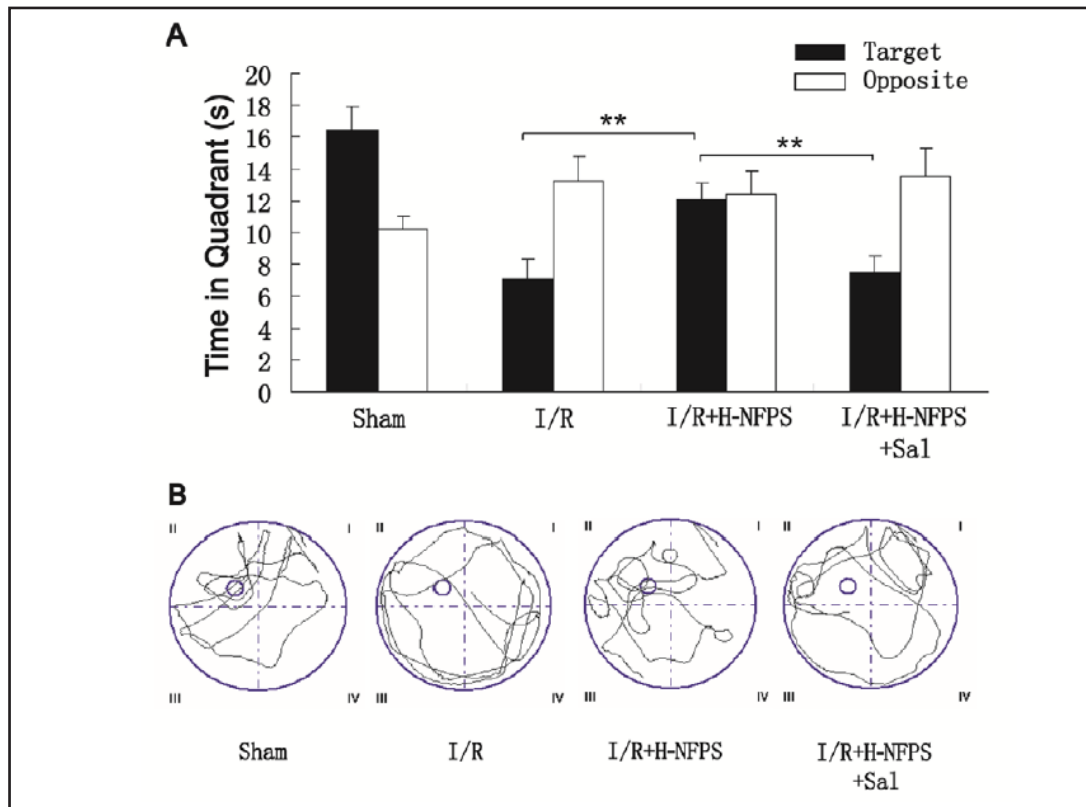 A
Target
Opposite
Time in Quadrant (s)
20
18
16
14
12
10
8
6
4
2
0
**
**
Sham
I/R
I/R+H-NFPS
I/R+H-NFPS
+Sal
B
II
I
II
I
II
I
II
I
III
IV
III
IV
III
IV
III
IV
Sham
I/R
I/R+H-NFPS
I/R+H-NFPS
+Sal